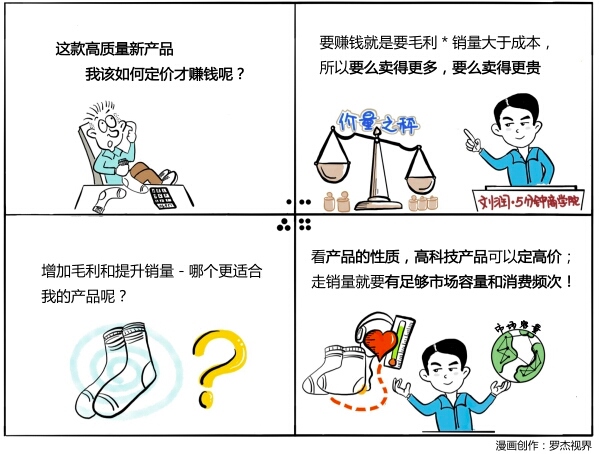 这款高质量新产品
我该如何定价才赚钱呢？
要赚钱就是要毛利 * 销量大于成本，
所以要么卖得更多，要么卖得更贵
价量之秤
刘润·5分钟商学院
增加毛利和提升销量 - 哪个更适合
我的产品呢？
看产品的性质，高科技产品可以定高价；
走销量就要有足够市场容量和消费频次！
市场容量
漫画创作：罗杰视界